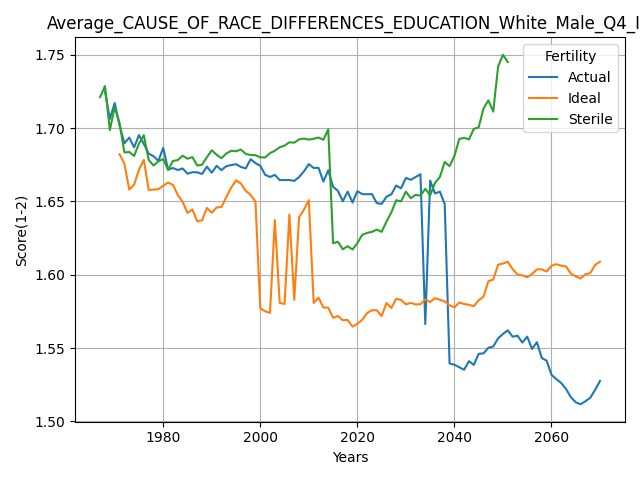 Average_CAUSE_OF_RACE_DIFFERENCES_EDUCATION_White_Male_Q4_I
Score(1-2)
1.75
1.70
1.65
1.60
1.55
1.50
Fertility
Actual
Ideal
Sterile
1980 2000 2020 2040 2060
Years